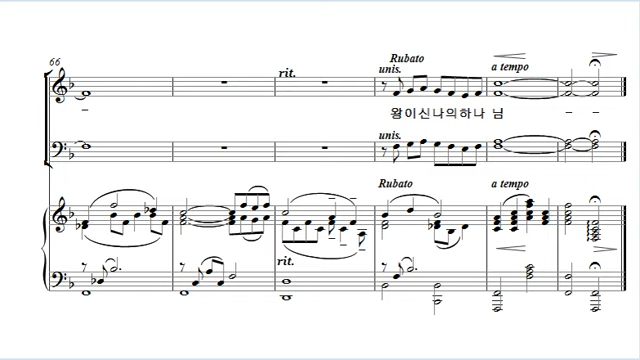 66
Rubato
rit.
unis.
a tempo
왕이신나의하나 님
unis.
Rubato
a tempo
rit.